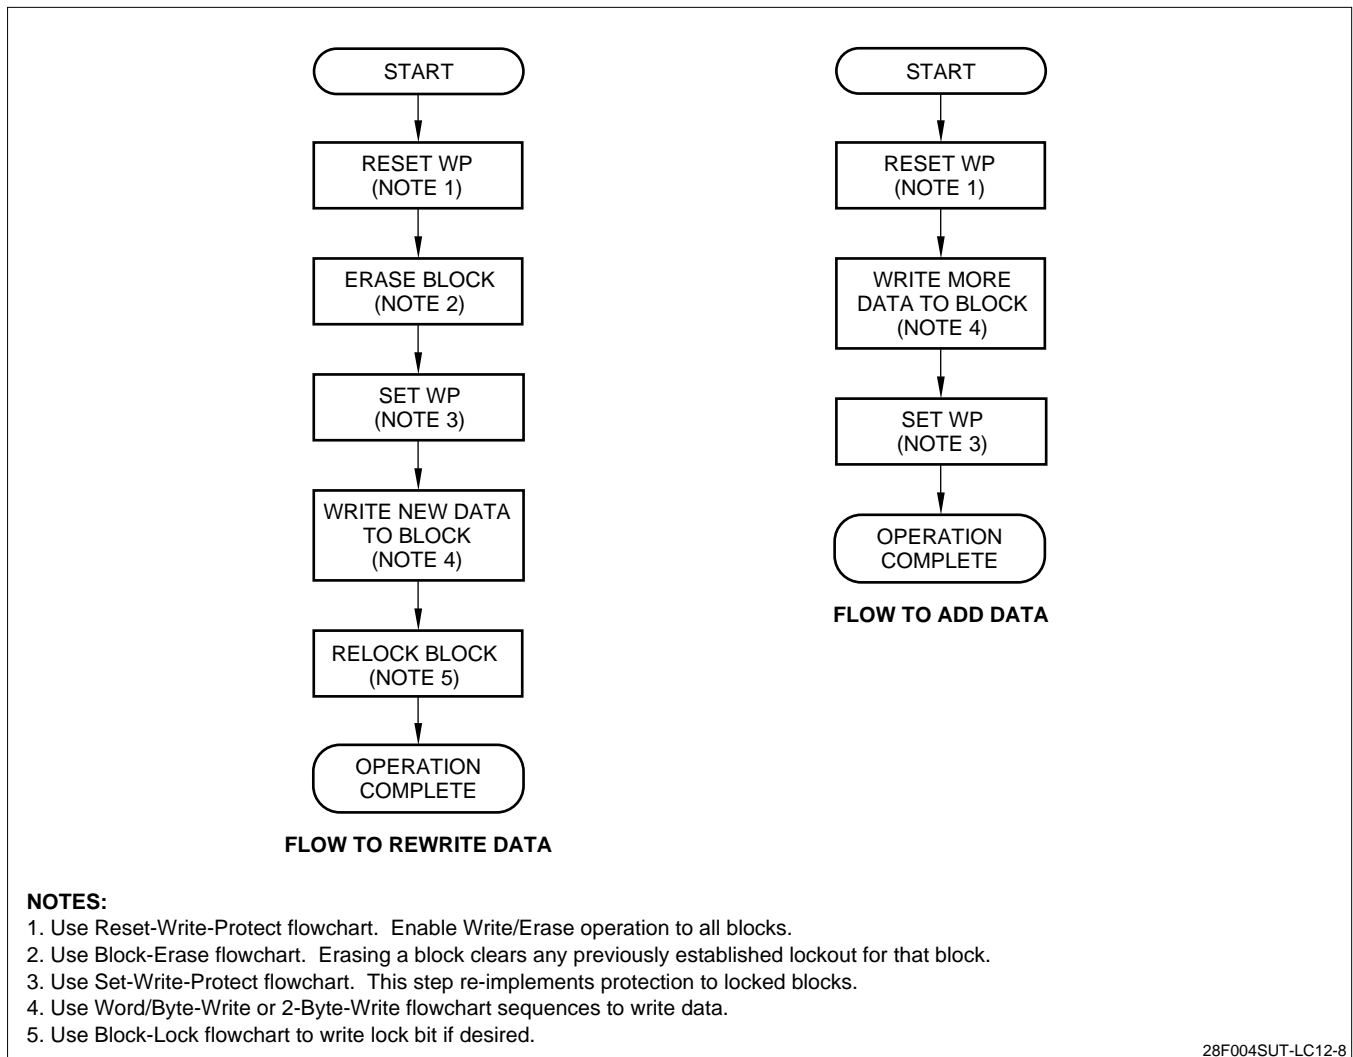 START
RESET WP
(NOTE 1)
ERASE BLOCK
(NOTE 2)
SET WP
(NOTE 3)
WRITE NEW DATA
TO BLOCK
(NOTE 4)
RELOCK BLOCK
(NOTE 5)
OPERATION
COMPLETE
FLOW TO REWRITE DATA
START
RESET WP
(NOTE 1)
WRITE MORE
DATA TO BLOCK
(NOTE 4)
SET WP
(NOTE 3)
OPERATION
COMPLETE
FLOW TO ADD DATA
NOTES:
1. Use Reset-Write-Protect flowchart. Enable Write/Erase operation to all blocks.
2. Use Block-Erase flowchart. Erasing a block clears any previously established lockout for that block.
3. Use Set-Write-Protect flowchart. This step re-implements protection to locked blocks.
4. Use Word/Byte-Write or 2-Byte-Write flowchart sequences to write data.
5. Use Block-Lock flowchart to write lock bit if desired.
28F004SUT-LC12-8